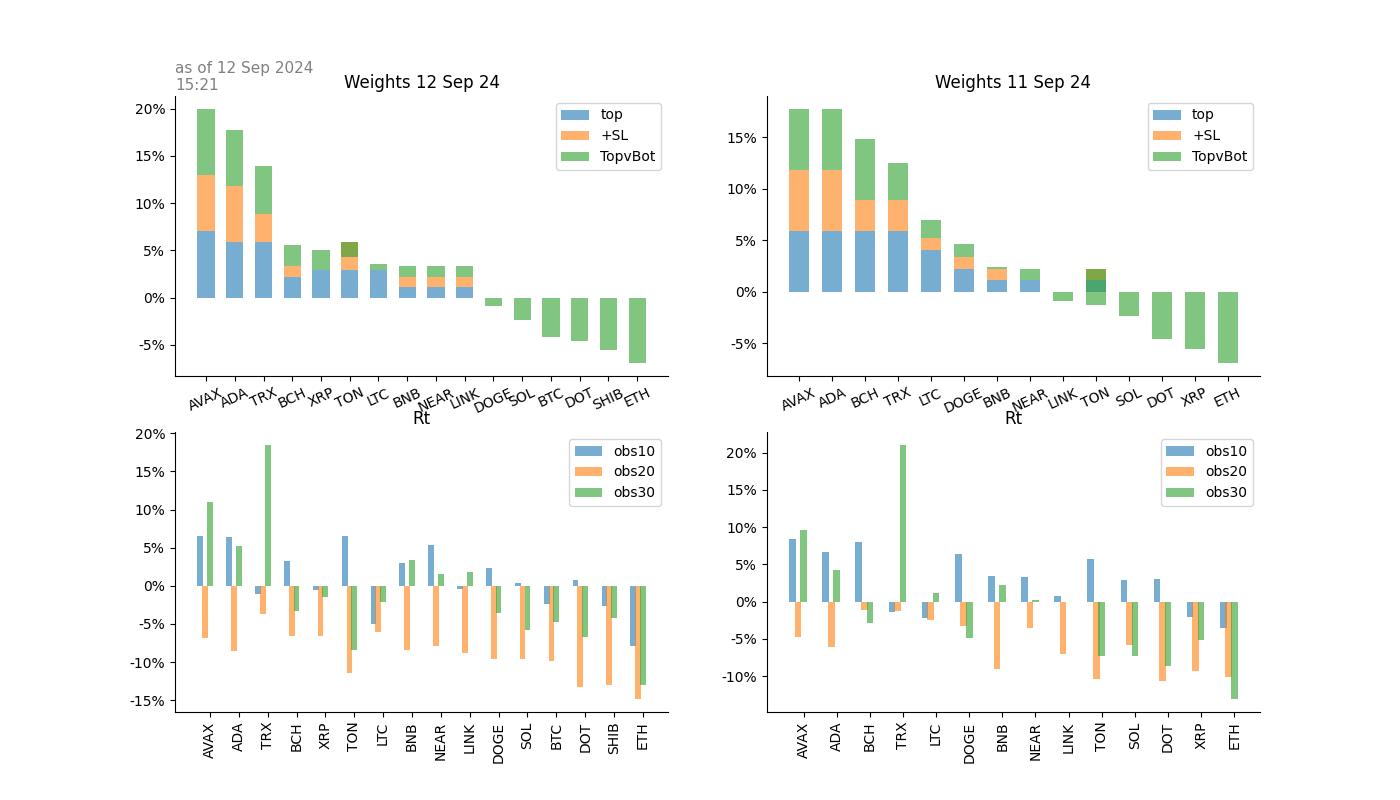 as of 12 Sep 2024
15:21
Weights 12 Sep 24
20%
15%
10%
5%
0%
-5%
top
+SL
TopvBot
AVAX ADA TRX BCH XRP TON LTC BNB NEAR LINK DOGE SOL BTC DOT SHIB ETH
Weights 11 Sep 24
15%
10%
5%
0%
-5%
top
+SL
TopvBot
AVAX ADA BCH TRX LTC DOGE BNB NEAR LINK TON SOL DOT XRP ETH
Rt
20%
15%
10%
5%
0%
-5%
-10%
-15%
obs10
obs20
obs30
AVAX ADA TRX BCH XRP TON LTC BNB NEAR LINK DOGE SOL BTC DOT SHIB ETH
Rt
20%
15%
10%
5%
0%
-5%
-10%
obs10
obs20
obs30
AVAX ADA BCH TRX LTC DOGE BNB NEAR LINK TON SOL DOT XRP ETH